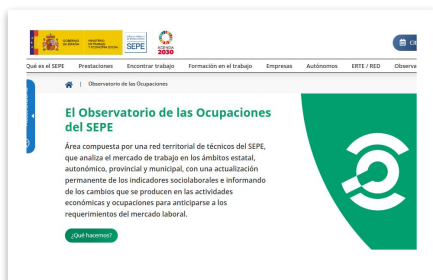 GOBIERNO DE ESPAÑA
MINISTERIO DE TRABAJO Y ECONOMÍA SOCIAL
SEPE
AGENDA 2030
Qué es el SEPE Prestaciones Encontrar trabajo Formación en el trabajo Empresas Autónomos ERTE / RED Observa
| Observatorio de las Ocupaciones
El Observatorio de las Ocupaciones
del SEPE
Área compuesta por una red territorial de técnicos del SEPE,
que analiza el mercado de trabajo en los ámbitos estatal,
autonómico, provincial y municipal, con una actualización
permanente de los indicadores sociolaborales e informando
de los cambios que se producen en las actividades
económicas y ocupaciones para anticiparse a los
requerimientos del mercado laboral.
¿Qué hacemos?